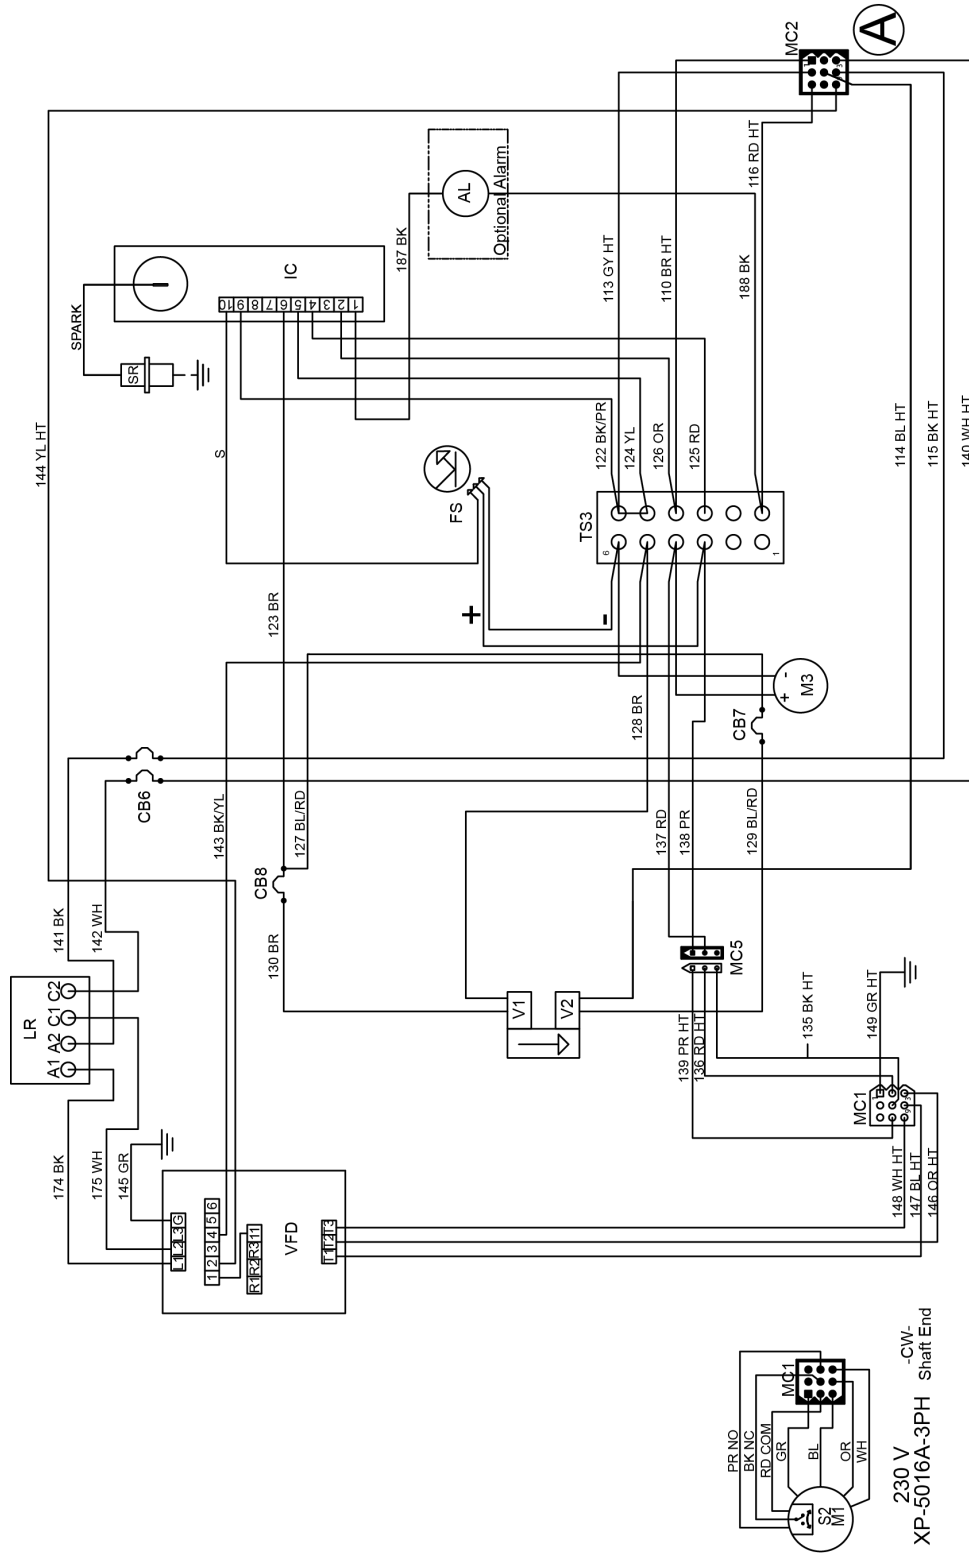 A
MC2
1
3
144 YL HT
116 RD HT
AL
Optional Alarm
187 BK
113 GY HT
110 BR HT
188 BK
IC
10 9 8 7 6 5 4 3 2 1
SPARK
SR
S
FS
122 BK/PR
124 YL
126 OR
125 RD
114 BL HT
115 BK HT
140 WH HT
TS3
6
1
+
-
123 BR
128 BR
CB7
+ -
M3
CB6
143 BK/YL
127 BL/RD
137 RD
138 PR
129 BL/RD
CB8
130 BR
141 BK
142 WH
LR
A1 A2 C1 C2
V1
V2
MC5
139 PR HT
136 RD HT
135 BK HT
149 GR HT
MC1
1
3
9
174 BK
175 WH
145 GR
L1 L2 L3 G
1 2 3 4 5 6
R1 R2 R3 11
VFD
T1 T2 T3
148 WH HT
147 BL HT
146 OR HT
PR NO
BK NC
RD COM
GR
BL
OR
WH
MC1
S2
M1
230 V
XP-5016A-3PH
-CW-
Shaft End